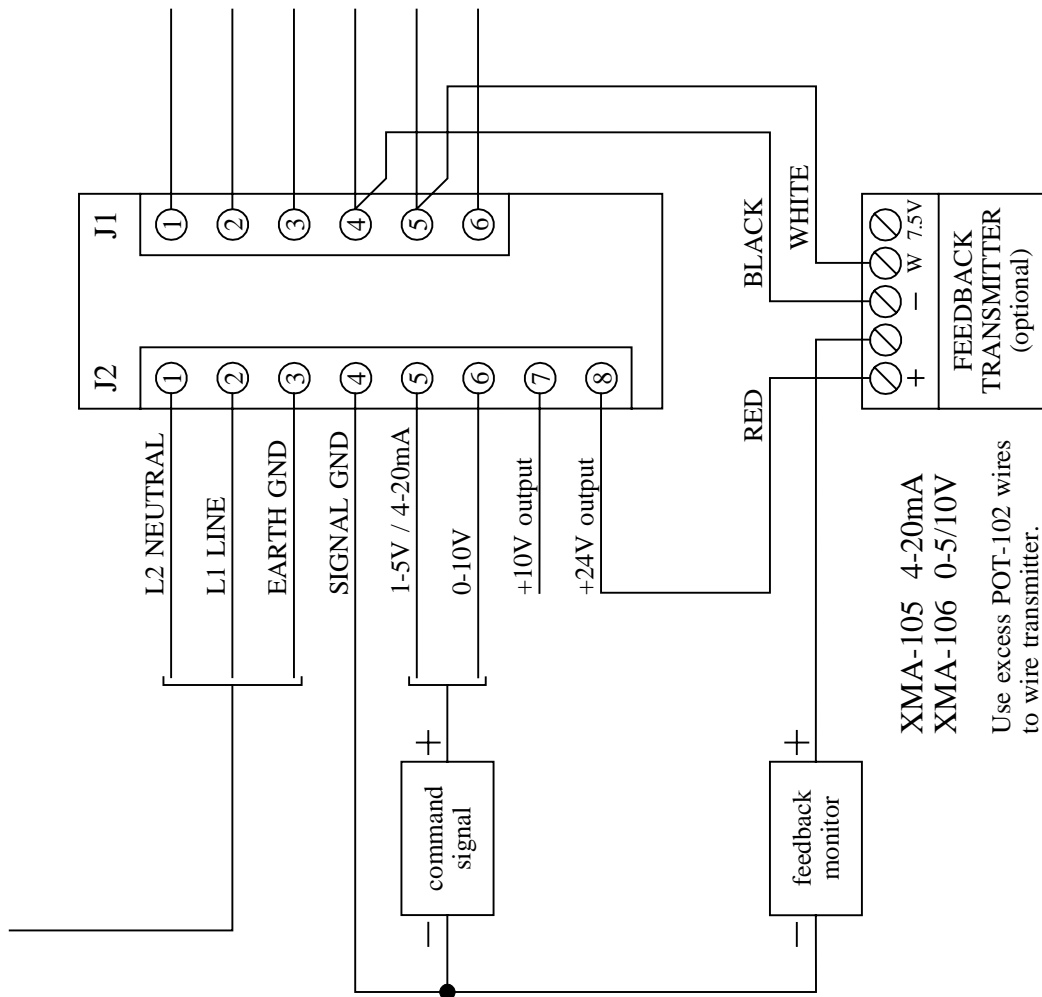 J2
J1
L2 NEUTRAL
1
1
L1 LINE
2
2
EARTH GND
3
3
SIGNAL GND
4
4
1-5V / 4-20mA
5
5
0-10V
6
6
+10V output
7
+24V output
8
− +
command
signal
RED
BLACK
WHITE
− +
feedback
monitor
+ − W 7.5V
FEEDBACK
TRANSMITTER
(optional)
XMA-105 4-20mA
XMA-106 0-5/10V
Use excess POT-102 wires
to wire transmitter.